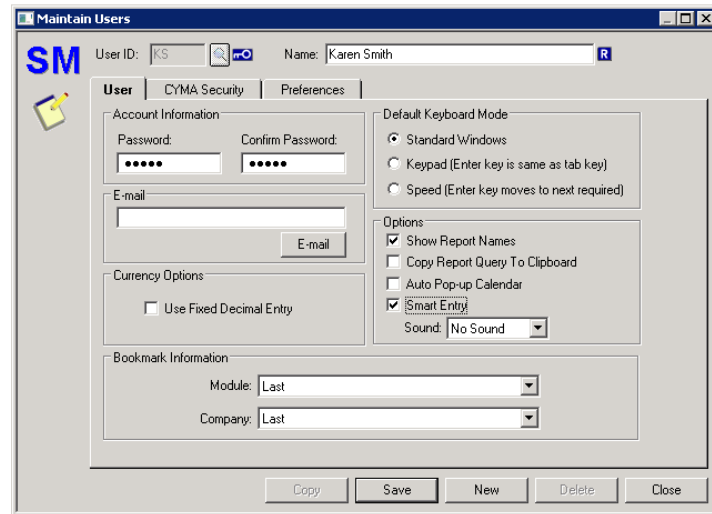 Maintain Users
SM
User ID: KS Name: Karen Smith R
User CYMA Security Preferences
Account Information
Password: Confirm Password:
●●●●● ●●●●●
E-mail
E-mail
Currency Options
Use Fixed Decimal Entry
Default Keyboard Mode
Standard Windows
Keypad (Enter key is same as tab key)
Speed (Enter key moves to next required)
Options
Show Report Names
Copy Report Query To Clipboard
Auto Pop-up Calendar
Smart Entry
Sound: No Sound
Bookmark Information
Module: Last
Company: Last
Copy Save New Delete Close